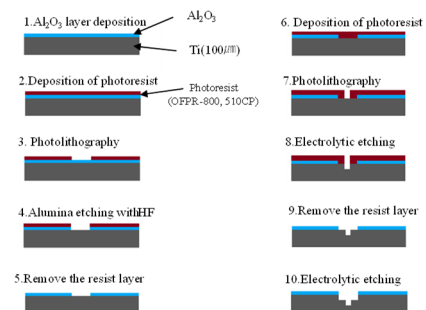 1.Al₂O₃ layer deposition
Al₂O₃
Ti(100㎛)
2.Deposition of photoresist
Photoresist
(OFPR-800, 510CP)
3. Photolithography
4.Alumina etching withHF
5.Remove the resist layer
6. Deposition of photoresist
7.Photolithography
8.Electrolytic etching
9.Remove the resist layer
10.Electrolytic etching